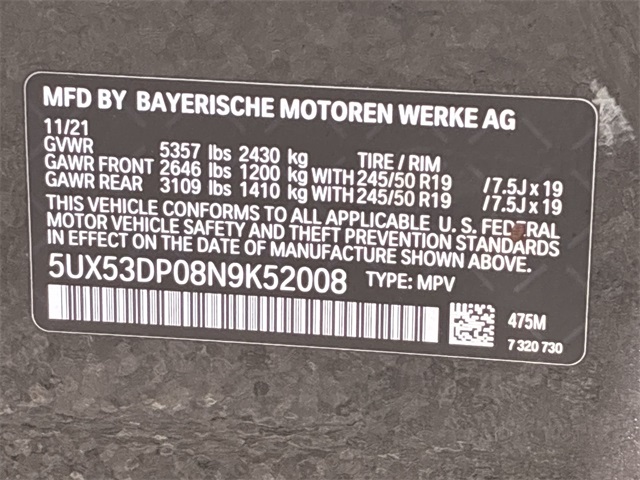 MFD BY BAYERISCHE MOTOREN WERKE AG
11/21
GVWR 5357 lbs 2430 kg TIRE / RIM
GAWR FRONT 2646 lbs 1200 kg WITH 245/50 R19 /7.5J x 19
GAWR REAR 3109 lbs 1410 kg WITH 245/50 R19 /7.5J x 19
THIS VEHICLE CONFORMS TO ALL APPLICABLE U. S. FEDERAL
MOTOR VEHICLE SAFETY AND THEFT PREVENTION STANDARDS
IN EFFECT ON THE DATE OF MANUFACTURE SHOWN ABOVE.
5UX53DP08N9K52008 TYPE: MPV
475M
7 320 730